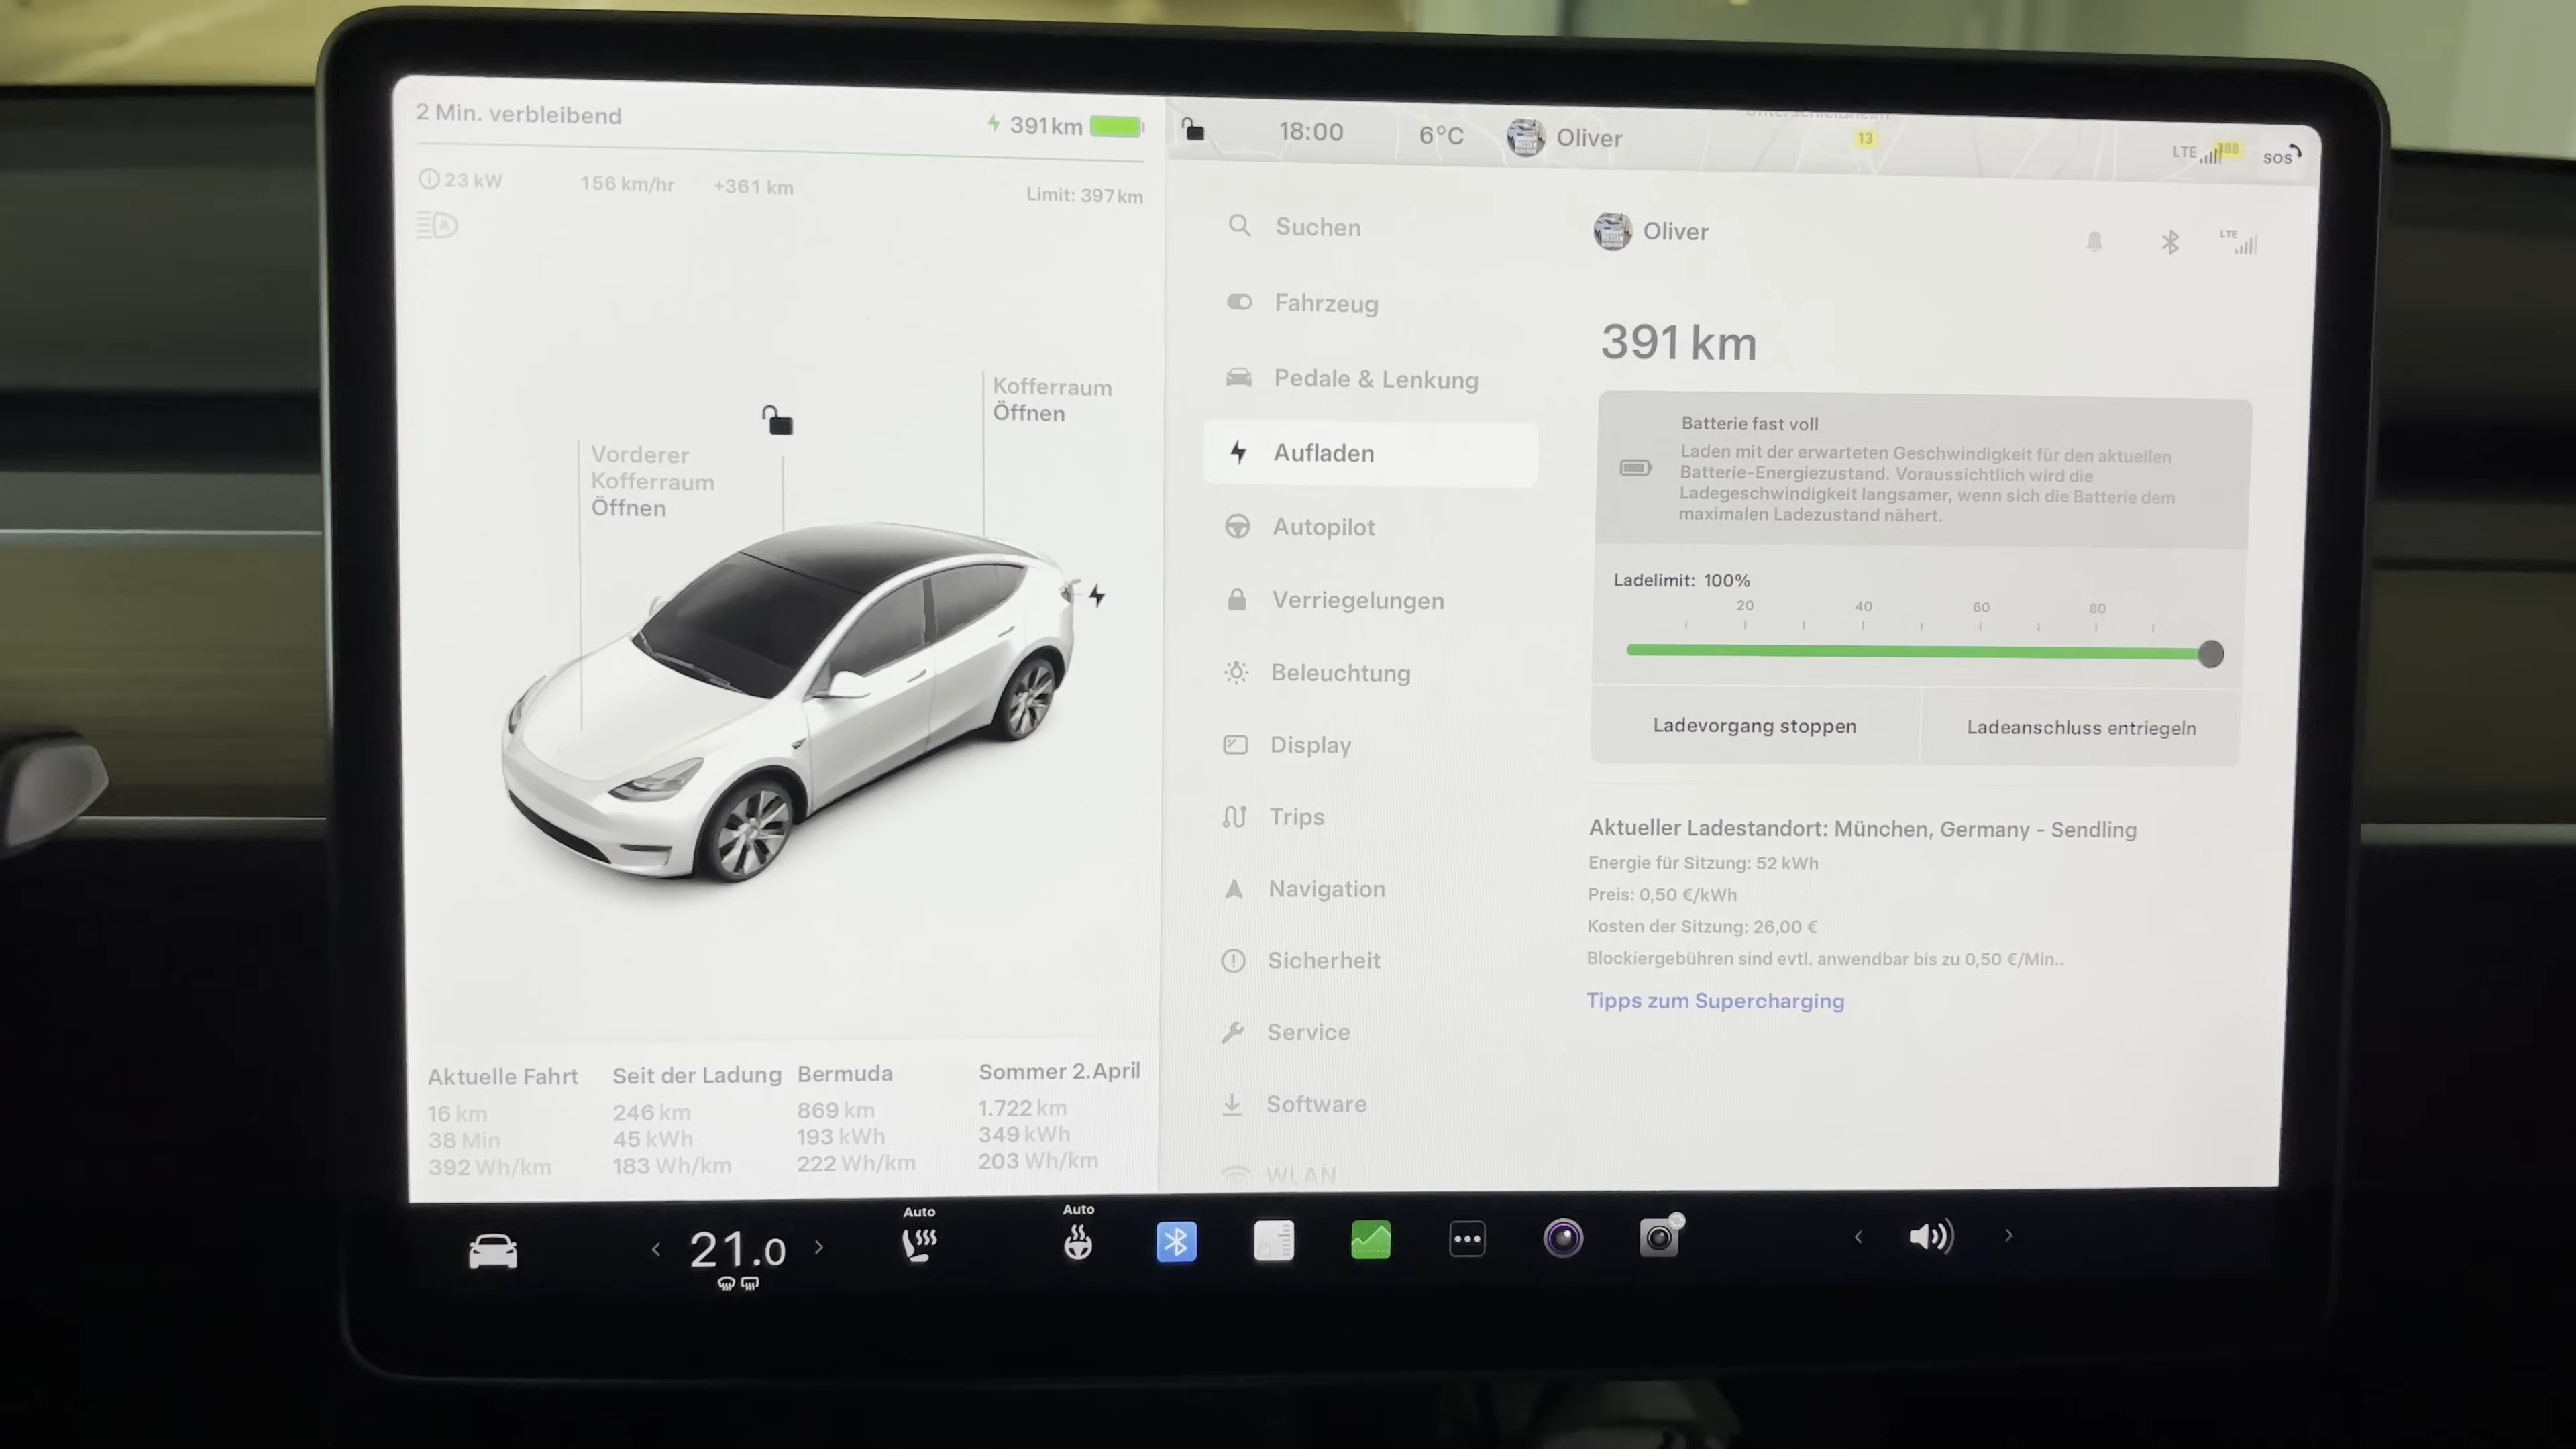 2 Min. verbleibend
391 km
23 kW
156 km/hr
+361 km
Limit: 397 km
A
Kofferraum
Öffnen
Vorderer
Kofferraum
Öffnen
Aktuelle Fahrt
16 km
38 Min
392 Wh/km
Seit der Ladung
246 km
45 kWh
183 Wh/km
Bermuda
869 km
193 kWh
222 Wh/km
Sommer 2.April
1.722 km
349 kWh
203 Wh/km
18:00
6°C
Oliver
13
LTE
388
SOS
Suchen
Fahrzeug
Pedale & Lenkung
Aufladen
Autopilot
Verriegelungen
Beleuchtung
Display
Trips
Navigation
Sicherheit
Service
Software
WLAN
Oliver
LTE
391 km
Batterie fast voll
Laden mit der erwarteten Geschwindigkeit für den aktuellen
Batterie-Energiezustand. Voraussichtlich wird die
Ladegeschwindigkeit langsamer, wenn sich die Batterie dem
maximalen Ladezustand nähert.
Ladelimit: 100%
20 40 60 80
Ladevorgang stoppen
Ladeanschluss entriegeln
Aktueller Ladestandort: München, Germany - Sendling
Energie für Sitzung: 52 kWh
Preis: 0,50 €/kWh
Kosten der Sitzung: 26,00 €
Blockiergebühren sind evtl. anwendbar bis zu 0,50 €/Min..
Tipps zum Supercharging
21.0
Auto
Auto